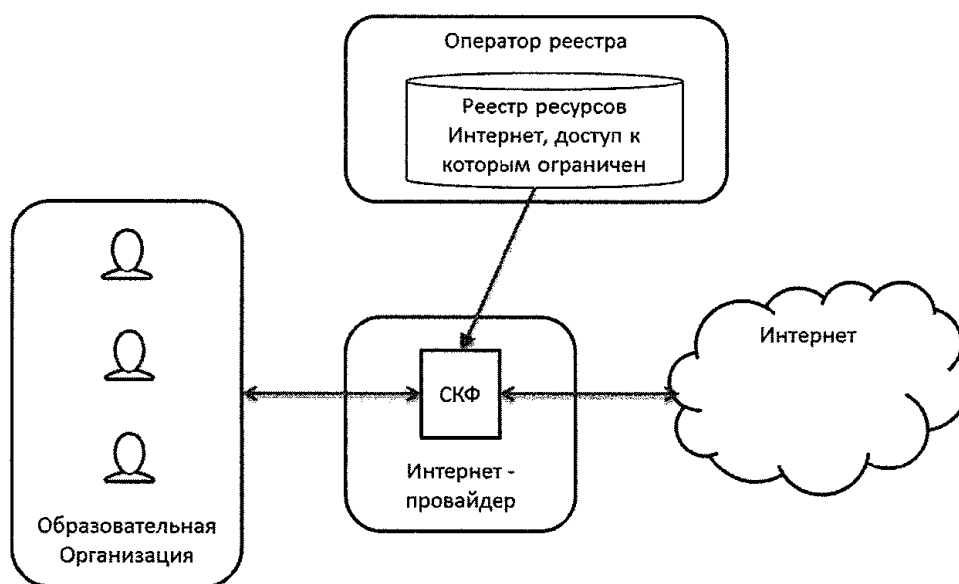 Оператор реестра
Реестр ресурсов
Интернет, доступ к
которым ограничен
Интернет
СКФ
Интернет -
провайдер
Образовательная
Организация